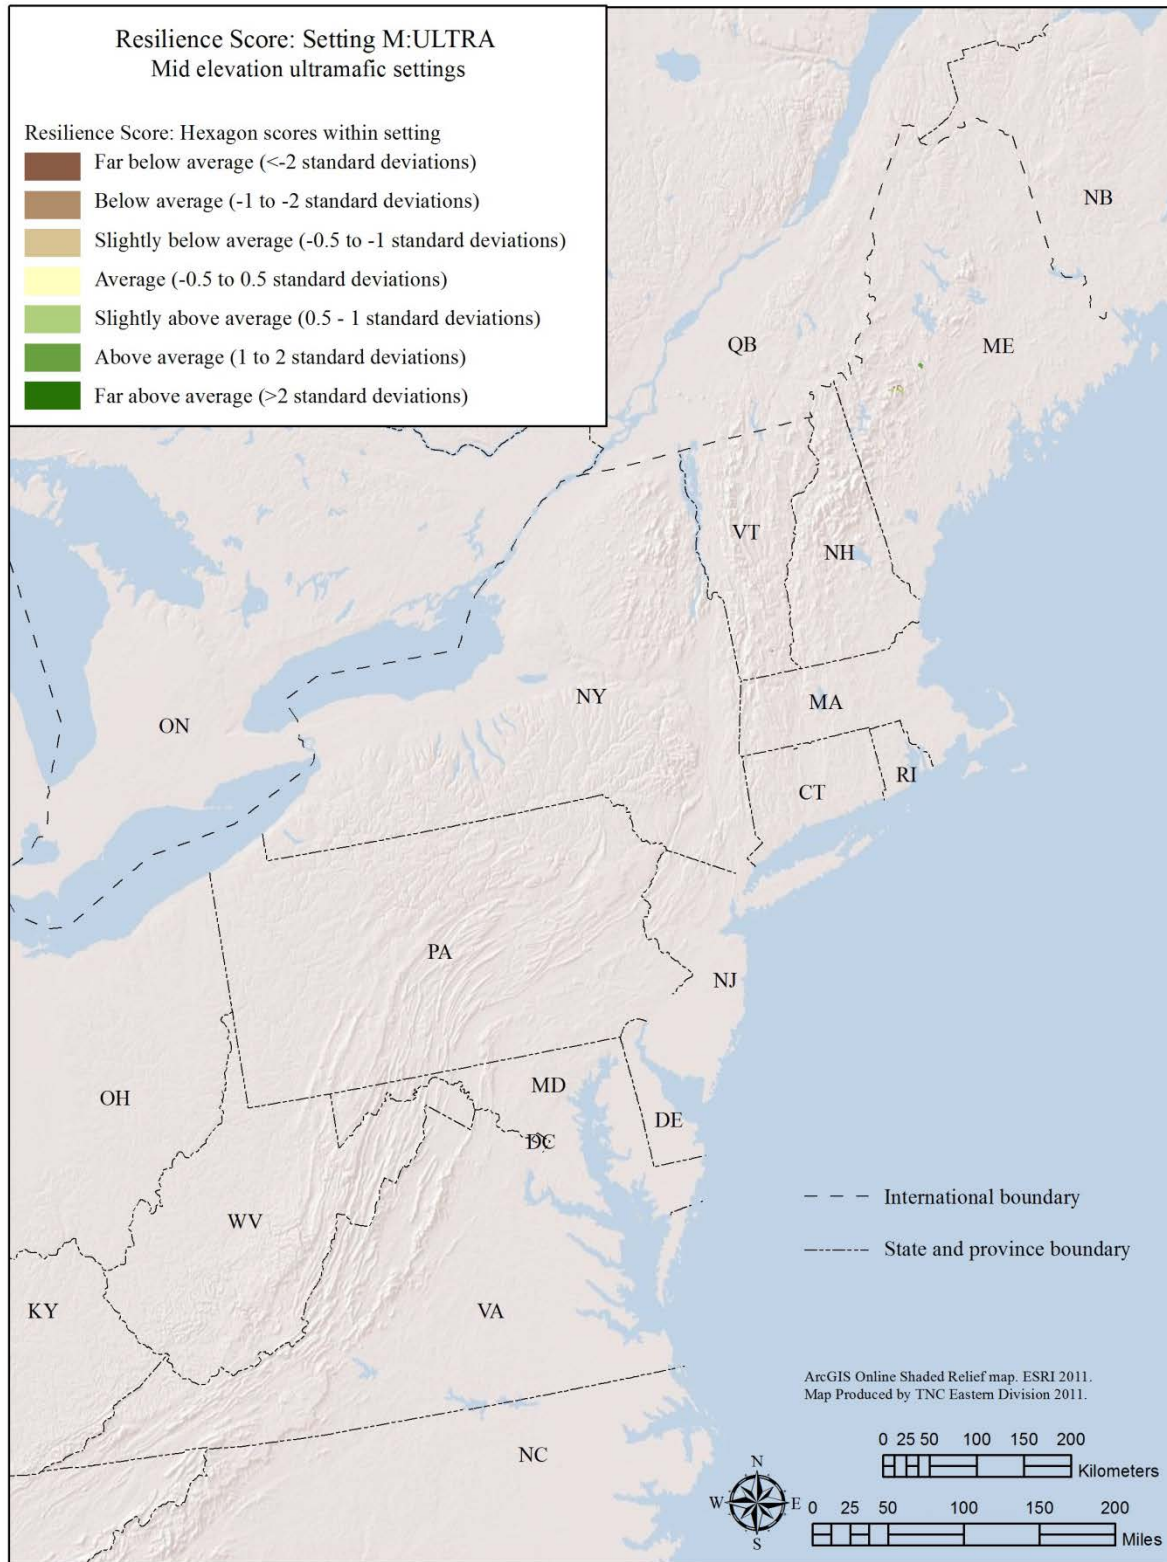 Resilience Score: Setting M:ULTRA
Mid elevation ultramafic settings
Resilience Score: Hexagon scores within setting
Far below average (<-2 standard deviations)
Below average (-1 to -2 standard deviations)
Slightly below average (-0.5 to -1 standard deviations)
Average (-0.5 to 0.5 standard deviations)
Slightly above average (0.5 - 1 standard deviations)
Above average (1 to 2 standard deviations)
Far above average (>2 standard deviations)
NB
QB
ME
VT
NH
NY
MA
ON
RI
CT
PA
NJ
MD
OH
DE
DC
International boundary
WV
State and province boundary
KY
VA
ArcGIS Online Shaded Relief map. ESRI 2011.
Map Produced by TNC Eastern Division 2011.
NC
0 25 50 100 150 200
Kilometers
N
W E
S
0 25 50 100 150 200
Miles